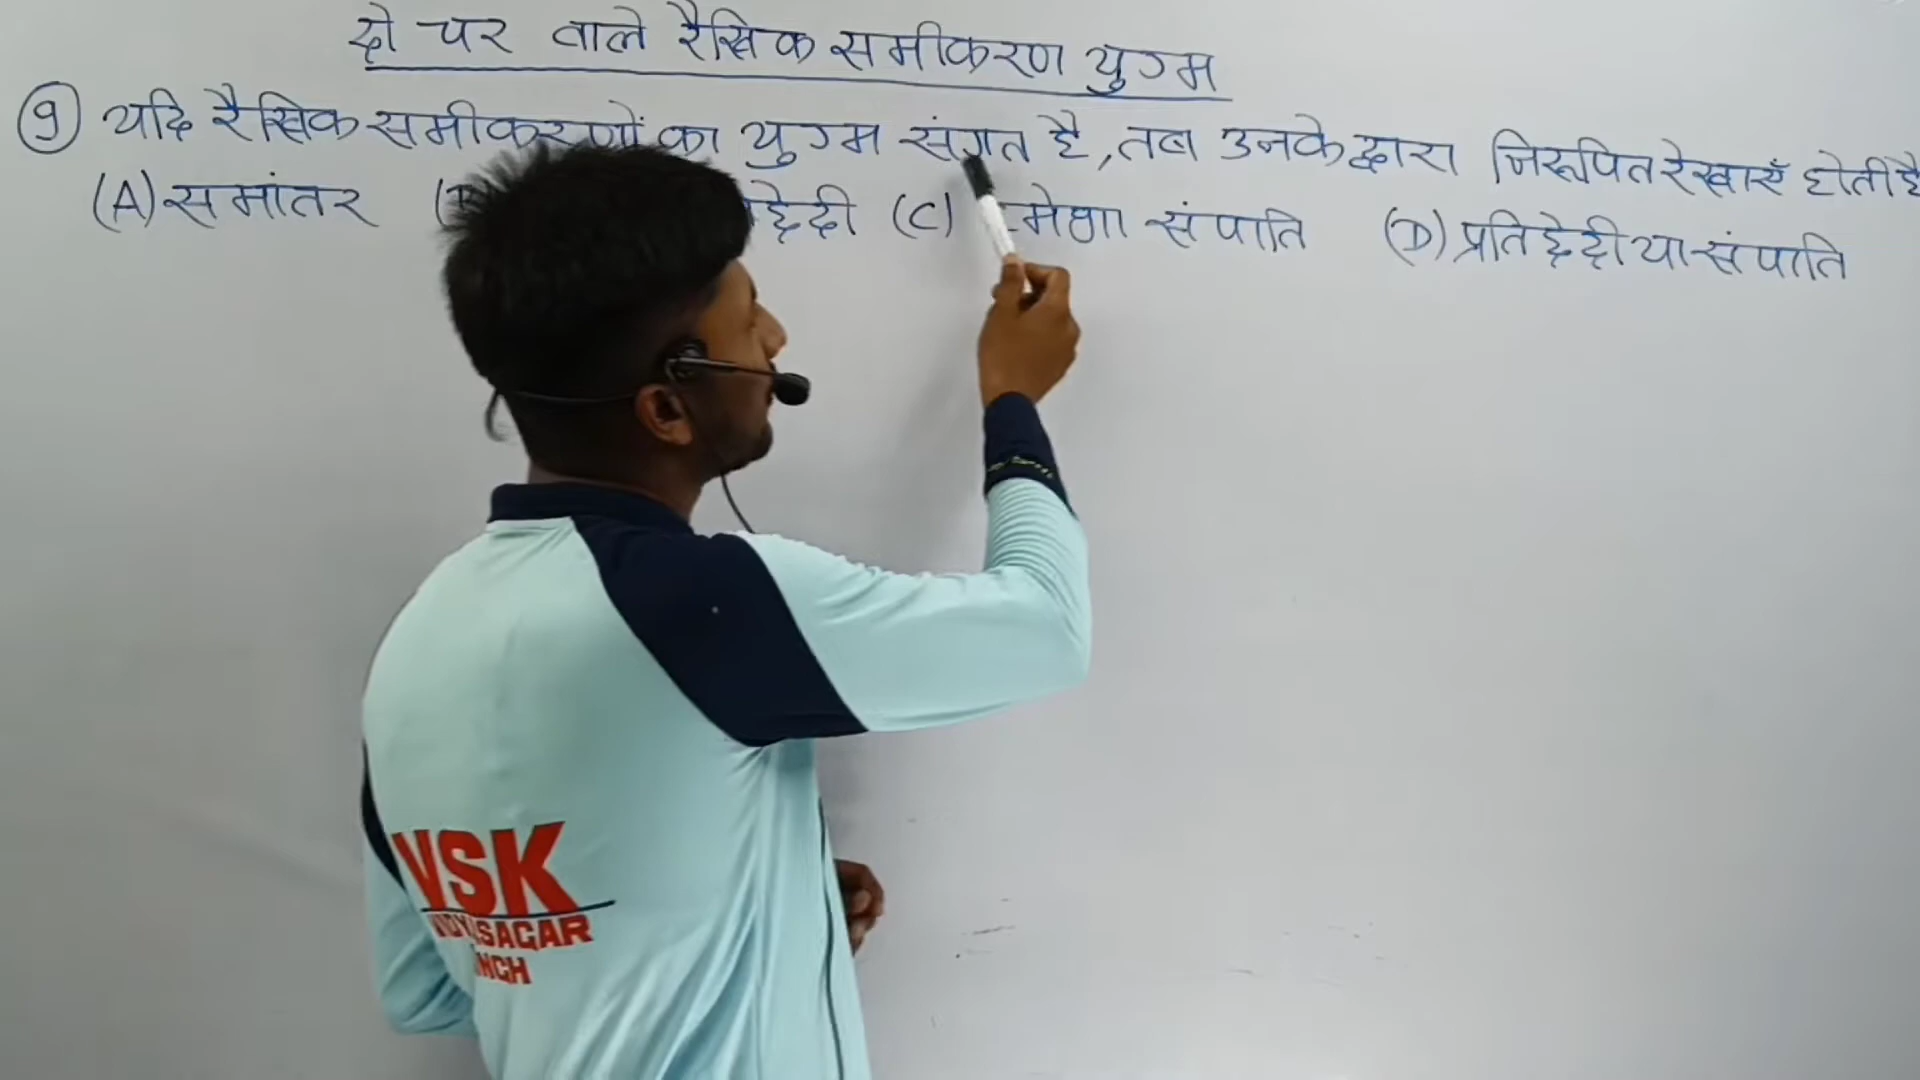 दो चर वाले रैखिक समीकरण युग्म
9 यदि रैखिक समीकरणों का युग्म संगत है, तब उनके द्वारा निरूपित रेखाएँ होती है
(A) समांतर (C) संपाति (D) प्रतिछेदी या संपाति
VSK